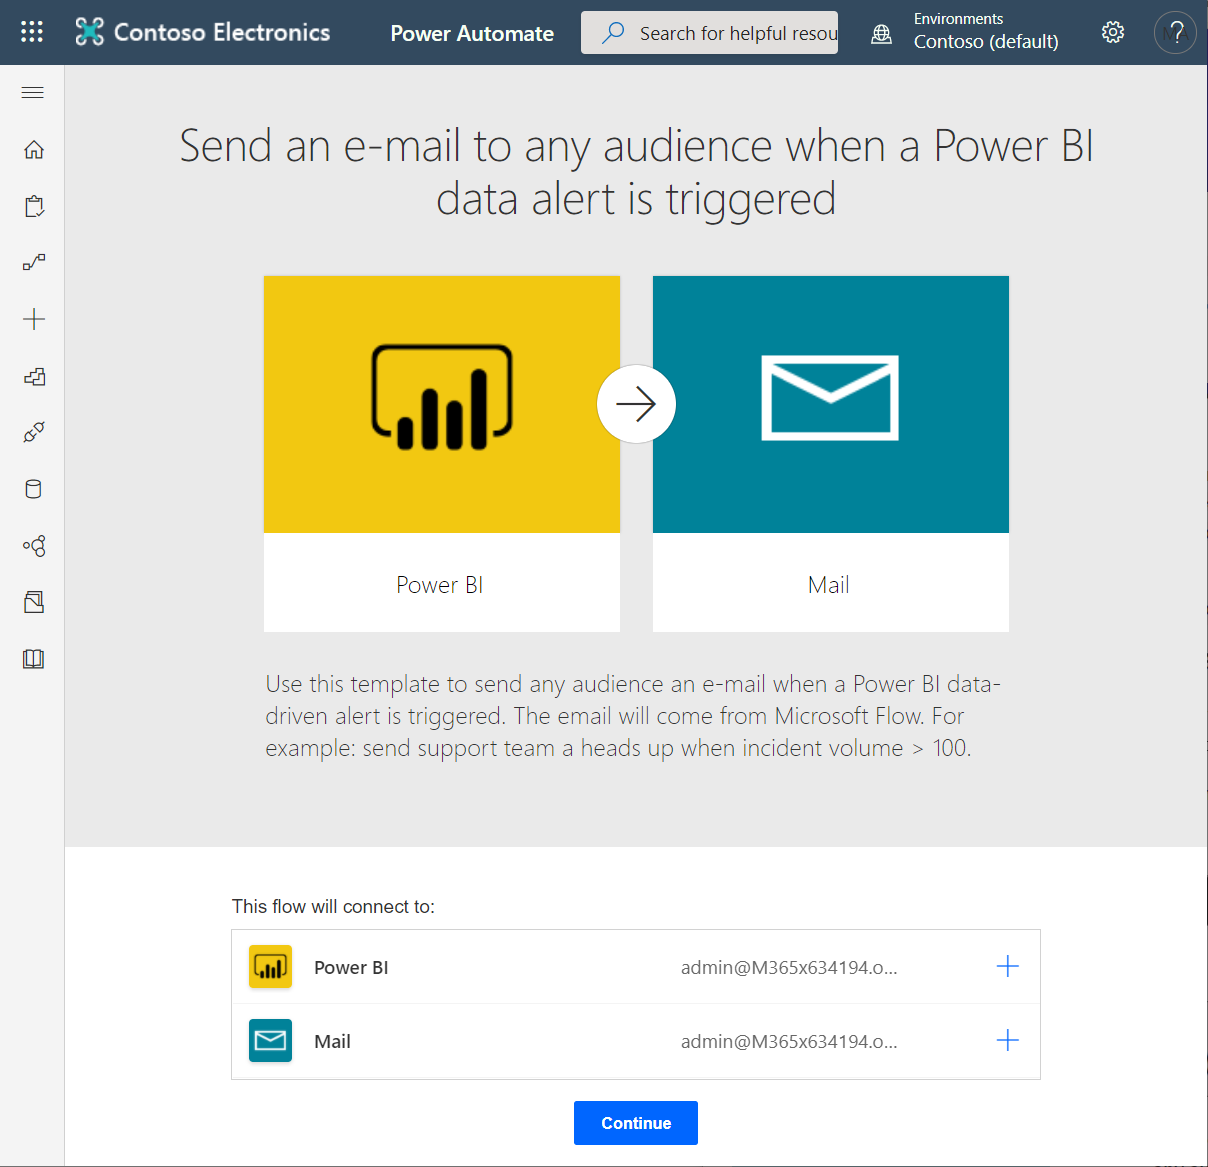 Contoso Electronics
Power Automate
Search for helpful resou
Environments
Contoso (default)
?
Send an e-mail to any audience when a Power BI
data alert is triggered
Power BI
Mail
Use this template to send any audience an e-mail when a Power BI data-
driven alert is triggered. The email will come from Microsoft Flow. For
example: send support team a heads up when incident volume > 100.
This flow will connect to:
Power BI
admin@M365x634194.o...
Mail
admin@M365x634194.o...
Continue